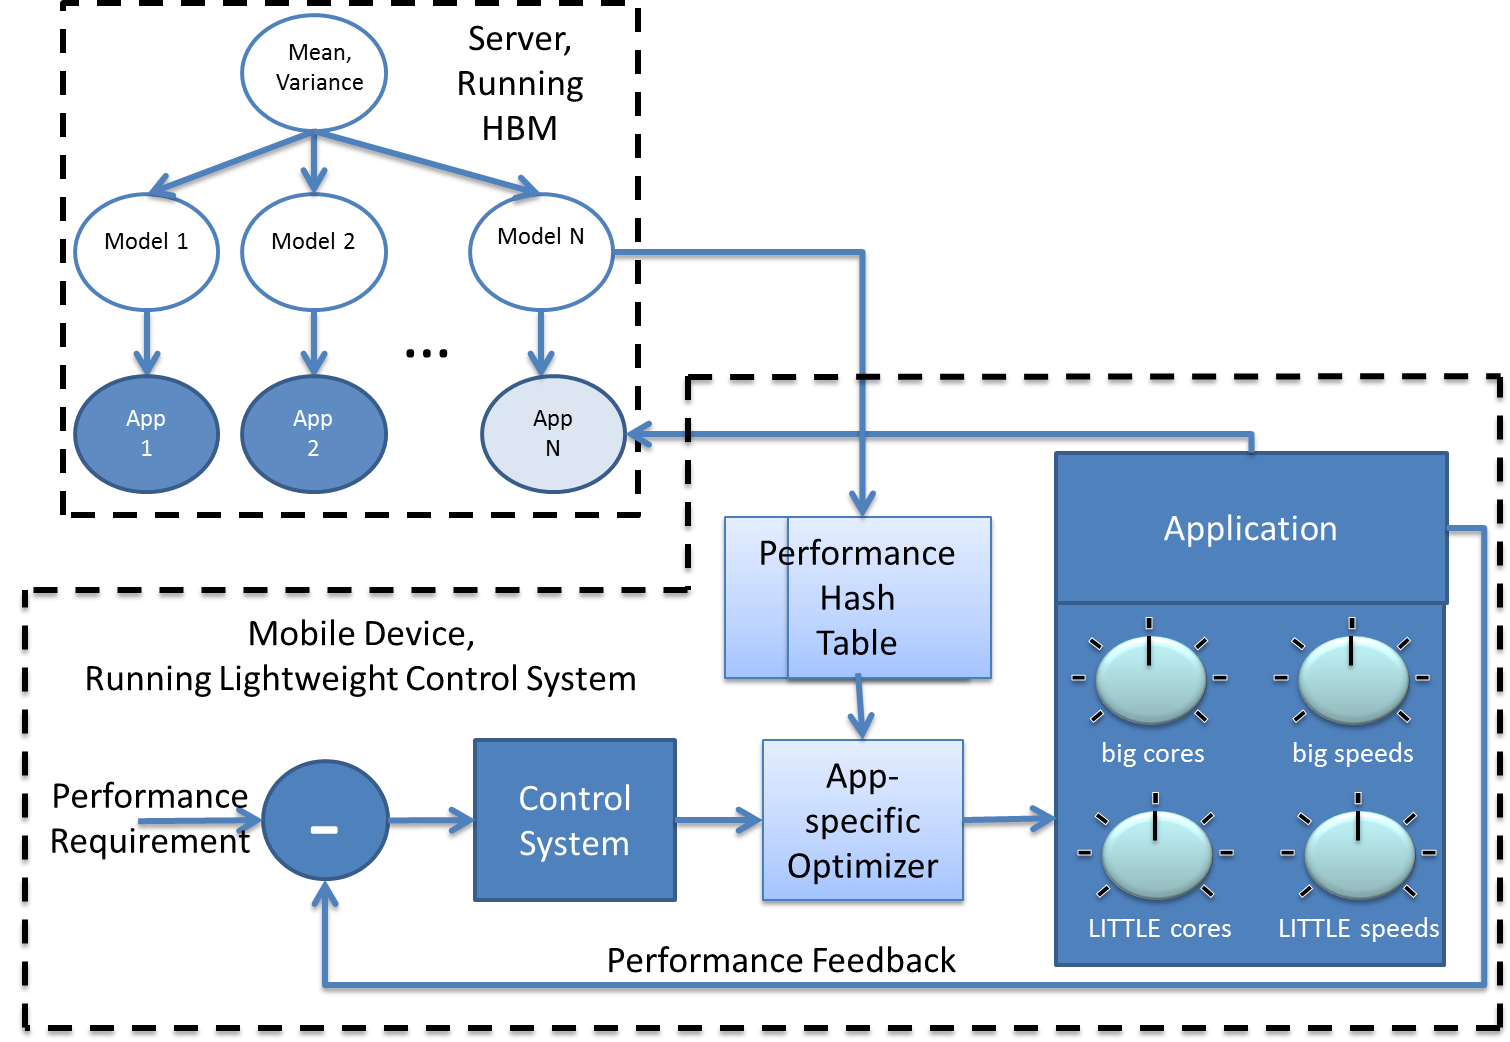 Mean,
Variance
Server,
Running
HBM
Model 1
Model 2
Model N
...
App
1
App
2
App
N
Performance
Hash
Table
Application
Mobile Device,
Running Lightweight Control System
big cores
big speeds
Performance
Requirement
-
Control
System
App-
specific
Optimizer
LITTLE cores
LITTLE speeds
Performance Feedback